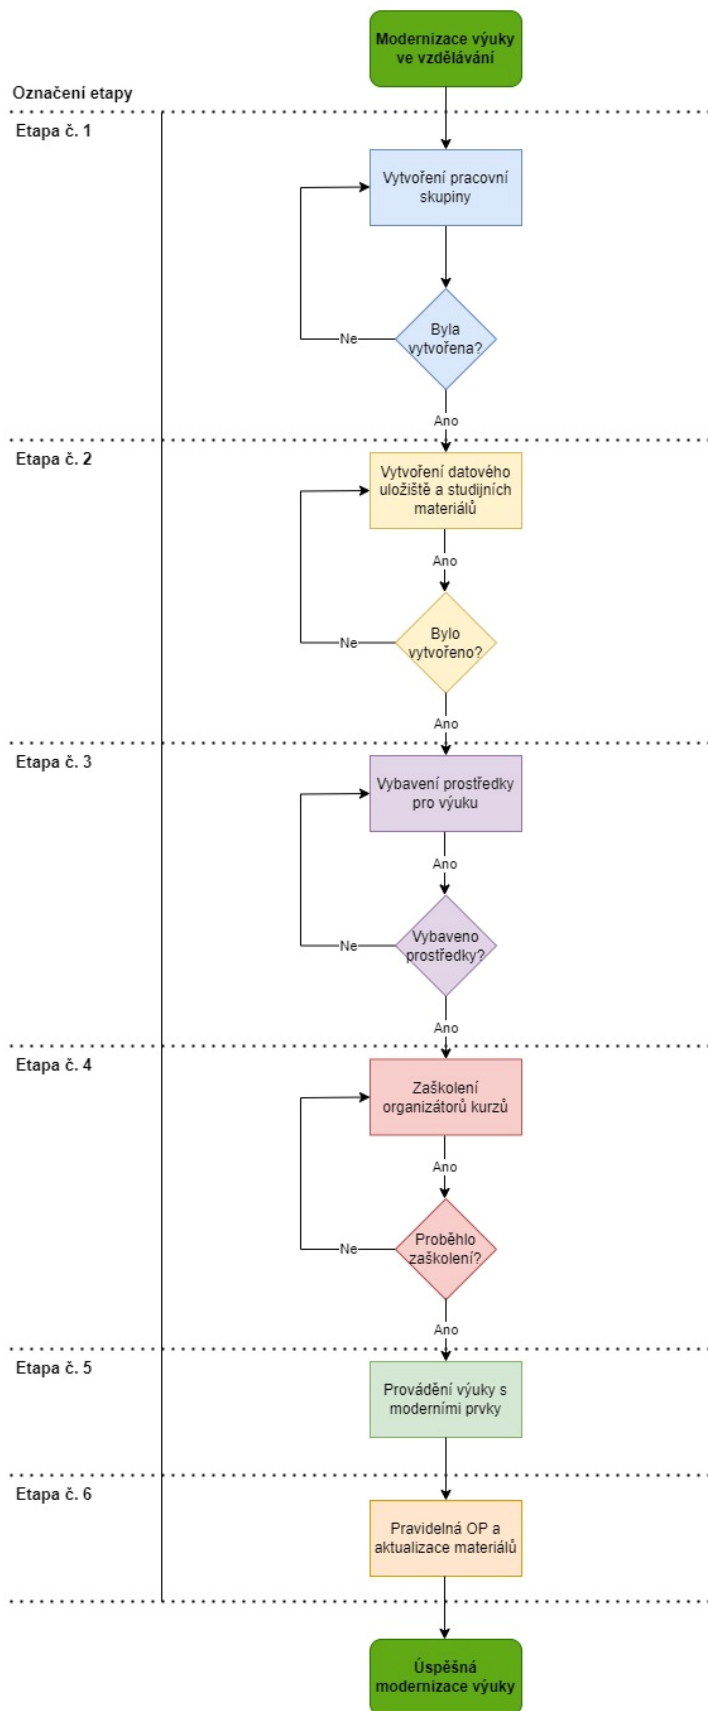 Modernizace výuky
ve vzdělávání
Označení etapy
Etapa č. 1
Vytvoření pracovní
skupiny
Byla
vytvořena?
Ne
Ano
Etapa č. 2
Vytvoření datového
uložiště a studijních
materiálů
Ano
Bylo
vytvořeno?
Ne
Ano
Etapa č. 3
Vybavení prostředky
pro výuku
Ano
Vybaveno
prostředky?
Ne
Ano
Etapa č. 4
Zaškolení
organizátorů kurzů
Ano
Proběhlo
zaškolení?
Ne
Ano
Etapa č. 5
Provádění výuky s
moderními prvky
Etapa č. 6
Pravidelná OP a
aktualizace materiálů
Úspěšná
modernizace výuky